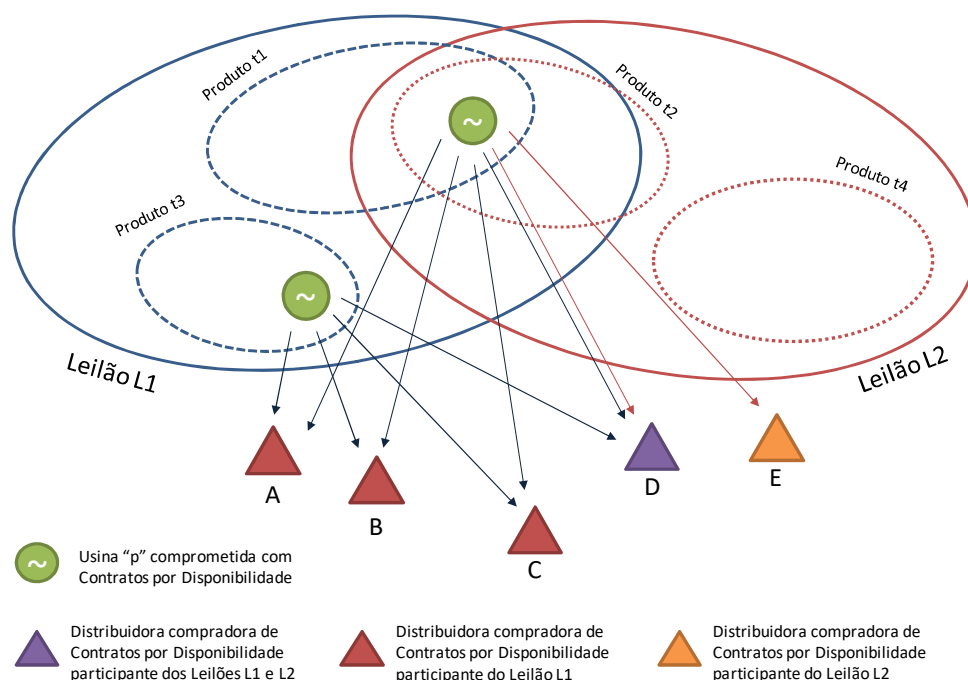 Produto t1
Produto t2
Produto t3
Produto t4
~
~
Leilão L1
Leilão L2
A
B
C
D
E
~
Usina “p” comprometida com
Contratos por Disponibilidade
Distribuidora compradora de
Contratos por Disponibilidade
participante dos Leilões L1 e L2
Distribuidora compradora de
Contratos por Disponibilidade
participante do Leilão L1
Distribuidora compradora de
Contratos por Disponibilidade
participante do Leilão L2